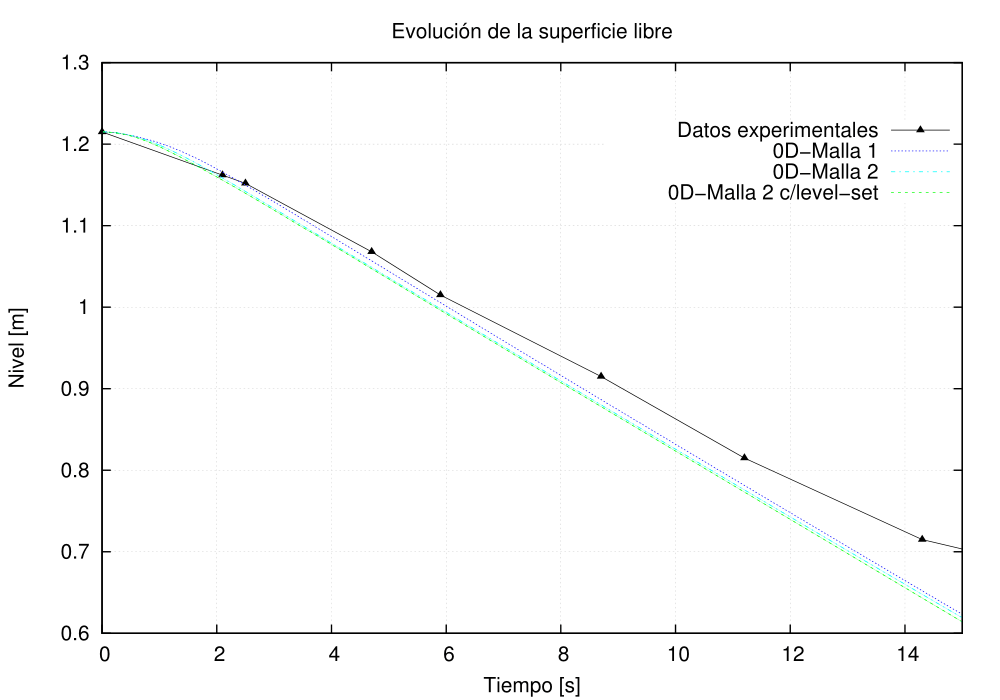 Evolución de la superficie libre
1.3
1.2
1.1
1
0.9
0.8
0.7
0.6
Nivel [m]
Datos experimentales
0D−Malla 1
0D−Malla 2
0D−Malla 2 c/level−set
0 2 4 6 8 10 12 14
Tiempo [s]